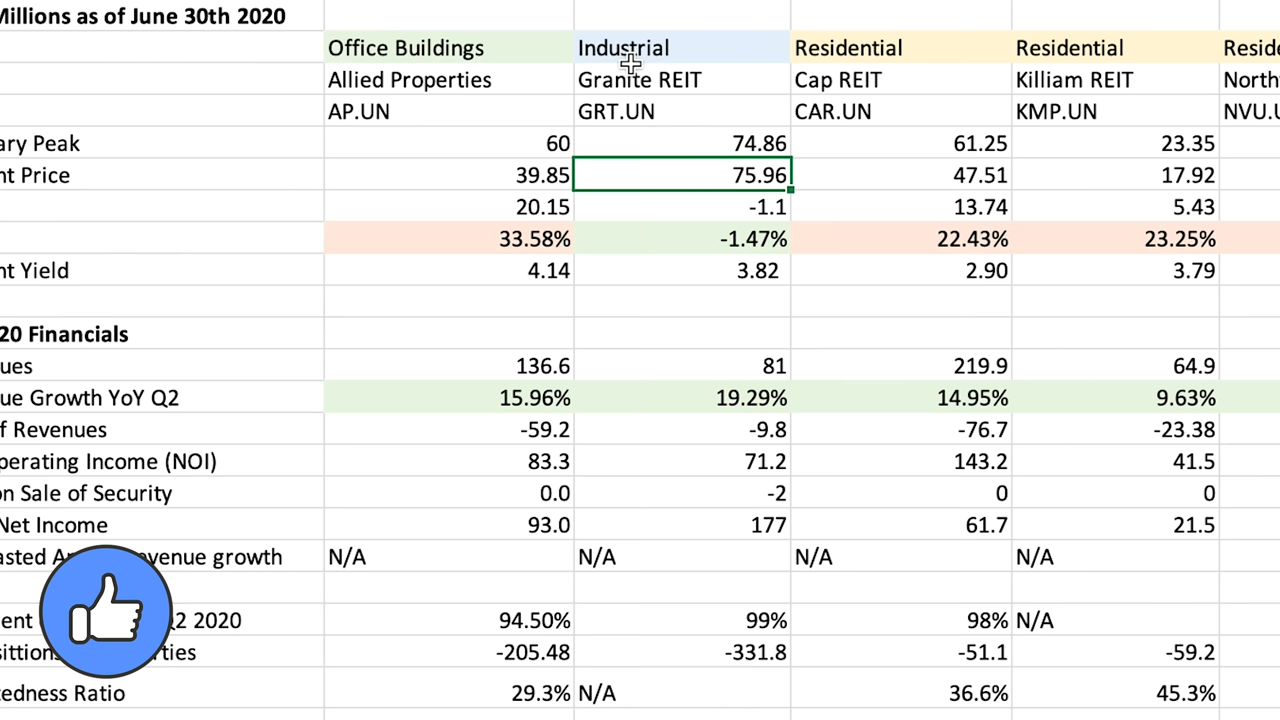 Millions as of June 30th 2020
Office Buildings Industrial Residential Residential Reside
Allied Properties Granite REIT Cap REIT Killiam REIT North
AP.UN GRT.UN CAR.UN KMP.UN NVU.U
ary Peak 60 74.86 61.25 23.35
nt Price 39.85 75.96 47.51 17.92
20.15 -1.1 13.74 5.43
33.58% -1.47% 22.43% 23.25%
nt Yield 4.14 3.82 2.90 3.79
20 Financials
ues 136.6 81 219.9 64.9
ue Growth YoY Q2 15.96% 19.29% 14.95% 9.63%
f Revenues -59.2 -9.8 -76.7 -23.38
perating Income (NOI) 83.3 71.2 143.2 41.5
on Sale of Security 0.0 -2 0 0
Net Income 93.0 177 61.7 21.5
asted A evenue growth N/A N/A N/A N/A
ent Q2 2020 94.50% 99% 98% N/A
sitions rties -205.48 -331.8 -51.1 -59.2
tedness Ratio 29.3% N/A 36.6% 45.3%